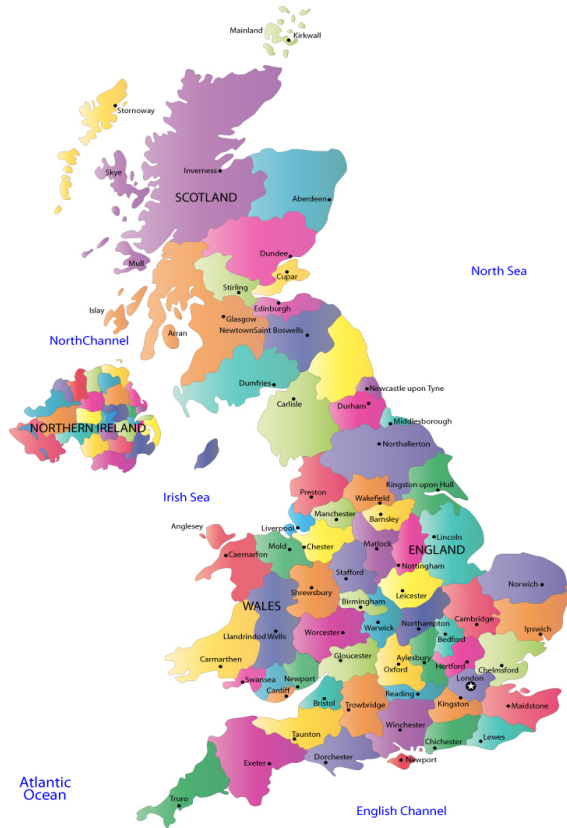 Mainland
Kirkwall
Stornoway
Skye
Inverness
SCOTLAND
Aberdeen
Dundee
Mull
Cupar
North Sea
Stirling
Islay
Edinburgh
Glasgow
NewtownSaint Boswells
NorthChannel
Arran
Dumfries
Newcastle upon Tyne
Carlisle
Durham
Middlesborough
NORTHERN IRELAND
Northallerton
Kingston upon Hull
Irish Sea
Preston
Wakefield
Manchester
Barnsley
Anglesey
Liverpool
Lincoln
Mold
Chester
Matlock
ENGLAND
Caernarfon
Nottingham
Stafford
Norwich
Shrewsbury
Leicester
WALES
Birmingham
Cambridge
Llandrindod Wells
Worcester
Warwick
Northampton
Ipswich
Bedford
Gloucester
Aylesbury
Carmarthen
Oxford
Hertford
Chelmsford
Swansea
Newport
London
Cardiff
Bristol
Reading
Kingston
Trowbridge
Maidstone
Winchester
Taunton
Chichester
Lewes
Exeter
Dorchester
Newport
Atlantic
Ocean
Truro
English Channel